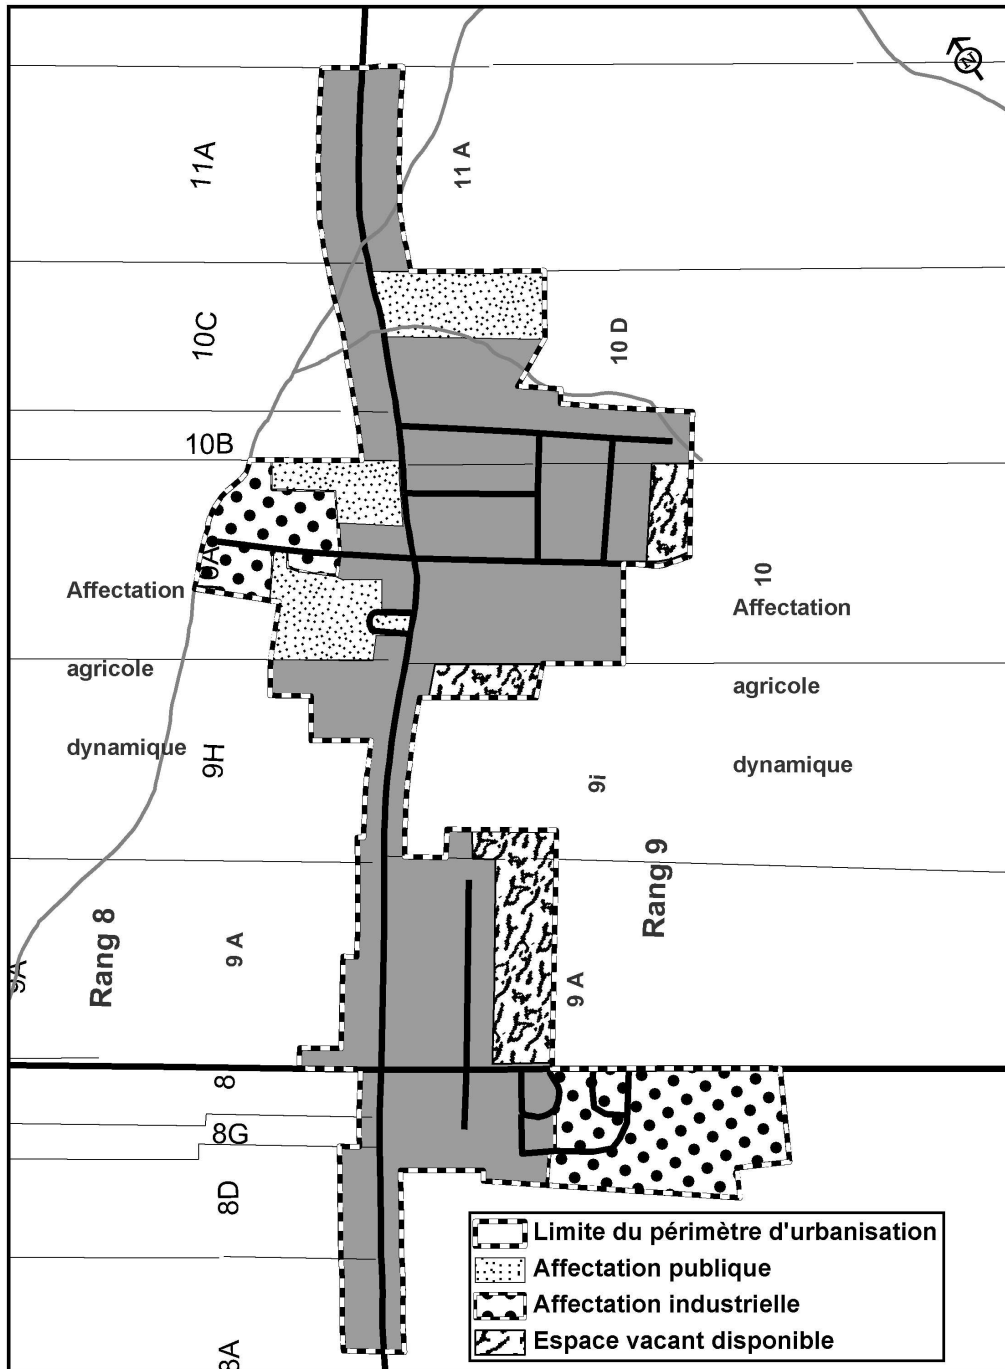 N
11A
11 A
10C
10 D
10B
10A
10
Affectation
agricole
dynamique
Affectation
agricole
dynamique
9H
9i
Rang 8
Rang 9
9 A
9A
9 A
8
8G
8D
8A
Limite du périmètre d'urbanisation
Affectation publique
Affectation industrielle
Espace vacant disponible